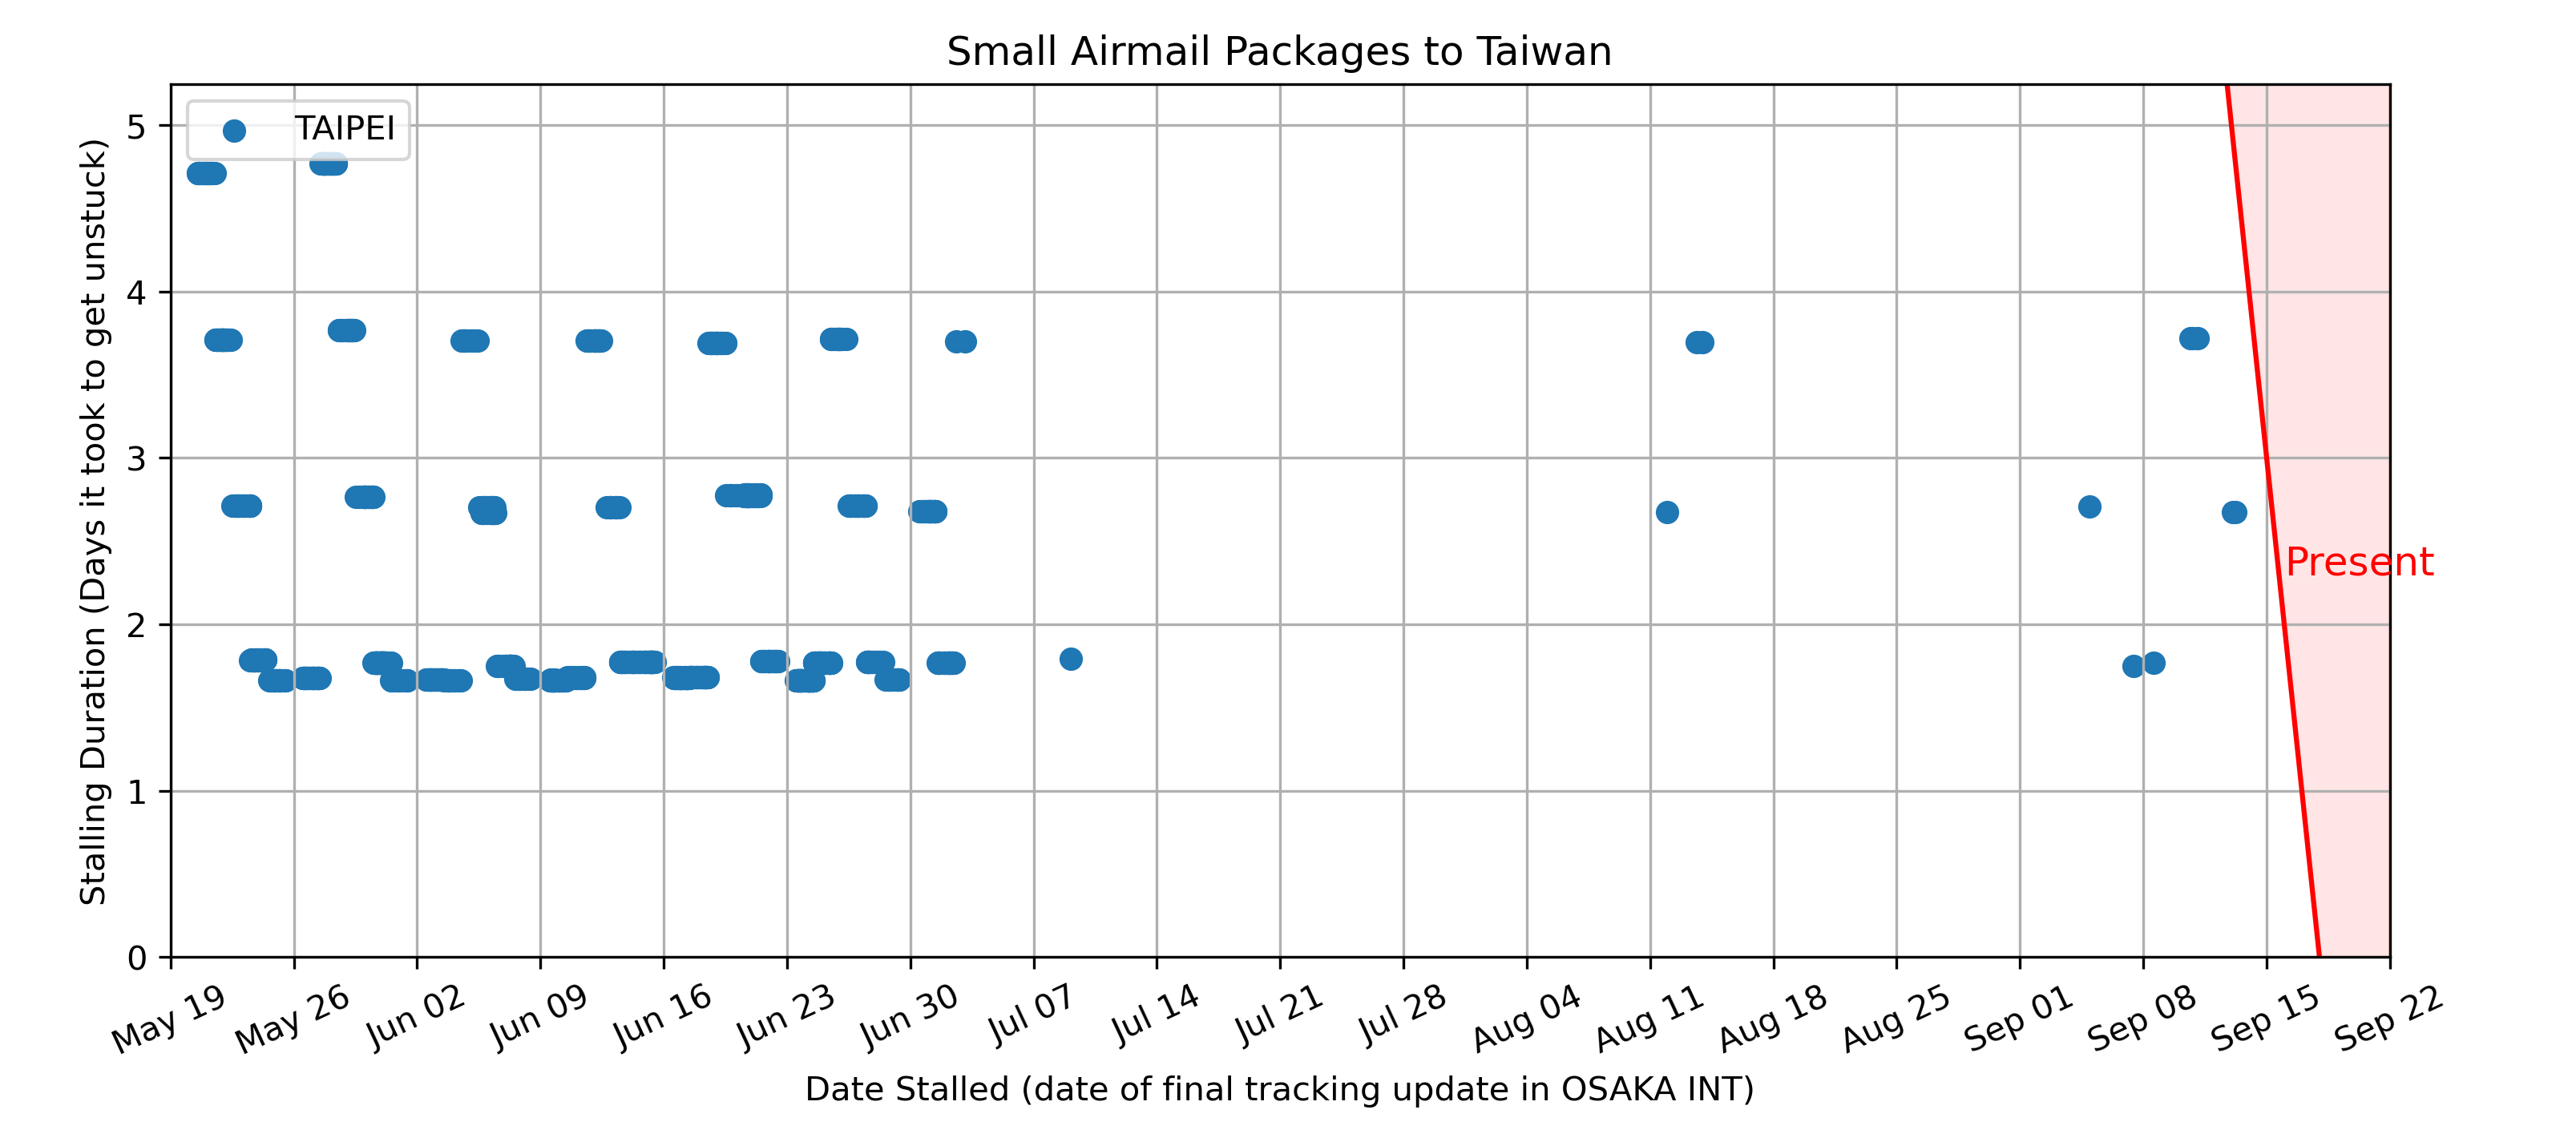 Small Airmail Packages to Taiwan
TAIPEI
Stalling Duration (Days it took to get unstuck)
5
4
3
2
1
0
Present
May 19
May 26
Jun 02
Jun 09
Jun 16
Jun 23
Jun 30
Jul 07
Jul 14
Jul 21
Jul 28
Aug 04
Aug 11
Aug 18
Aug 25
Sep 01
Sep 08
Sep 15
Sep 22
Date Stalled (date of final tracking update in OSAKA INT)